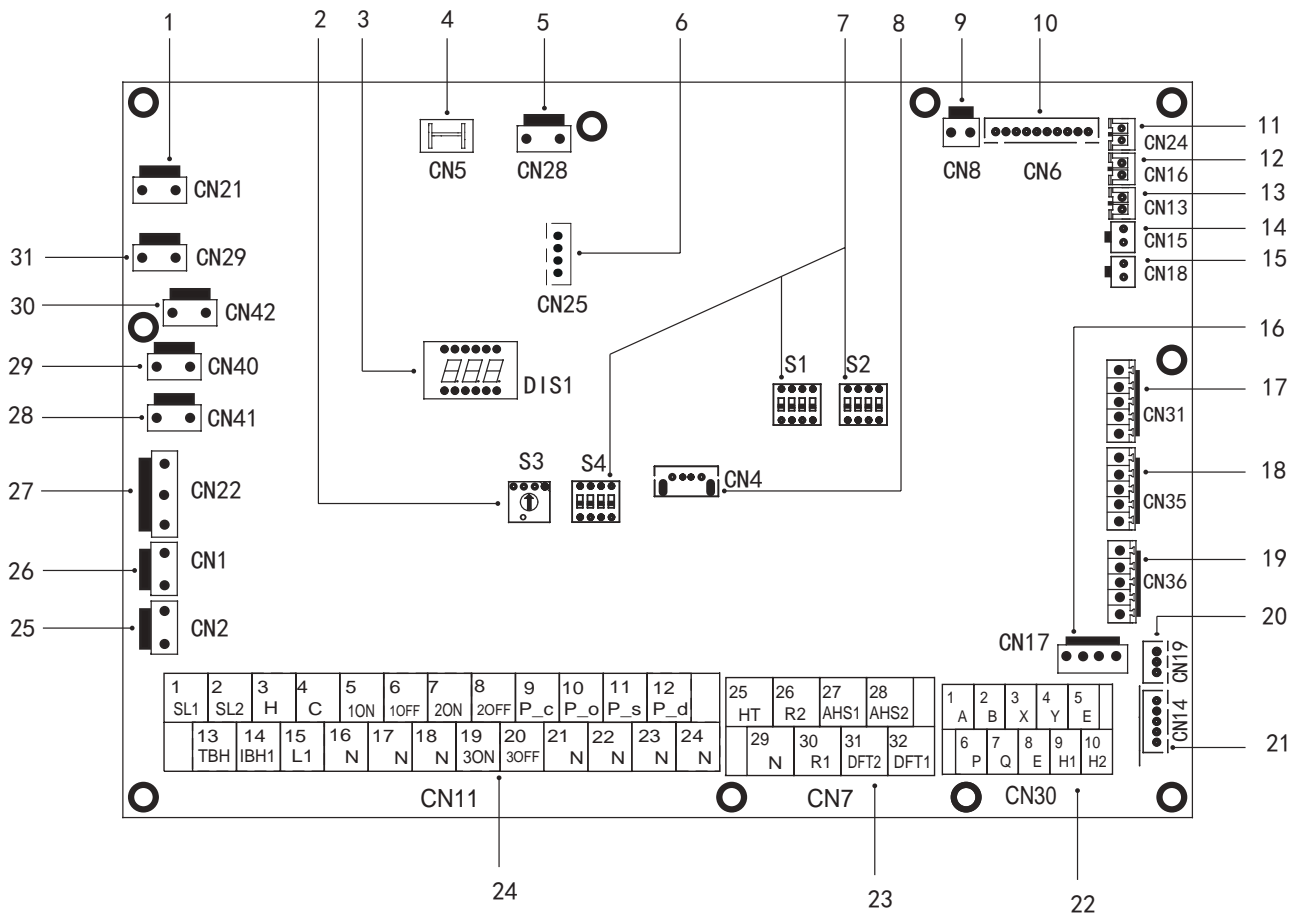 1 2 3 4 5 6 7 8 9 10
11
CN24
12
CN16
13
CN13
14
CN15
15
CN18
CN5 CN28 CN8 CN6
CN21
31 CN29
CN25
30 CN42
16
29 CN40
DIS1
S1 S2
28 CN41
17
CN31
S3 S4
CN4
27 CN22
18
CN35
26 CN1
19
CN36
25 CN2
20
CN17
CN19
CN14
21
1 2 3 4 5 6 7 8 9 10 11 12
SL1 SL2 H C 1ON 1OFF 2ON 2OFF P_c P_o P_s P_d
13 14 15 16 17 18 19 20 21 22 23 24
TBH IBH1 L1 N N N 3ON 3OFF N N N N
CN11
25 26 27 28
HT R2 AHS1 AHS2
29 30 31 32
N R1 DFT2 DFT1
CN7
1 2 3 4 5
A B X Y E
6 7 8 9 10
P Q E H1 H2
CN30
24 23 22